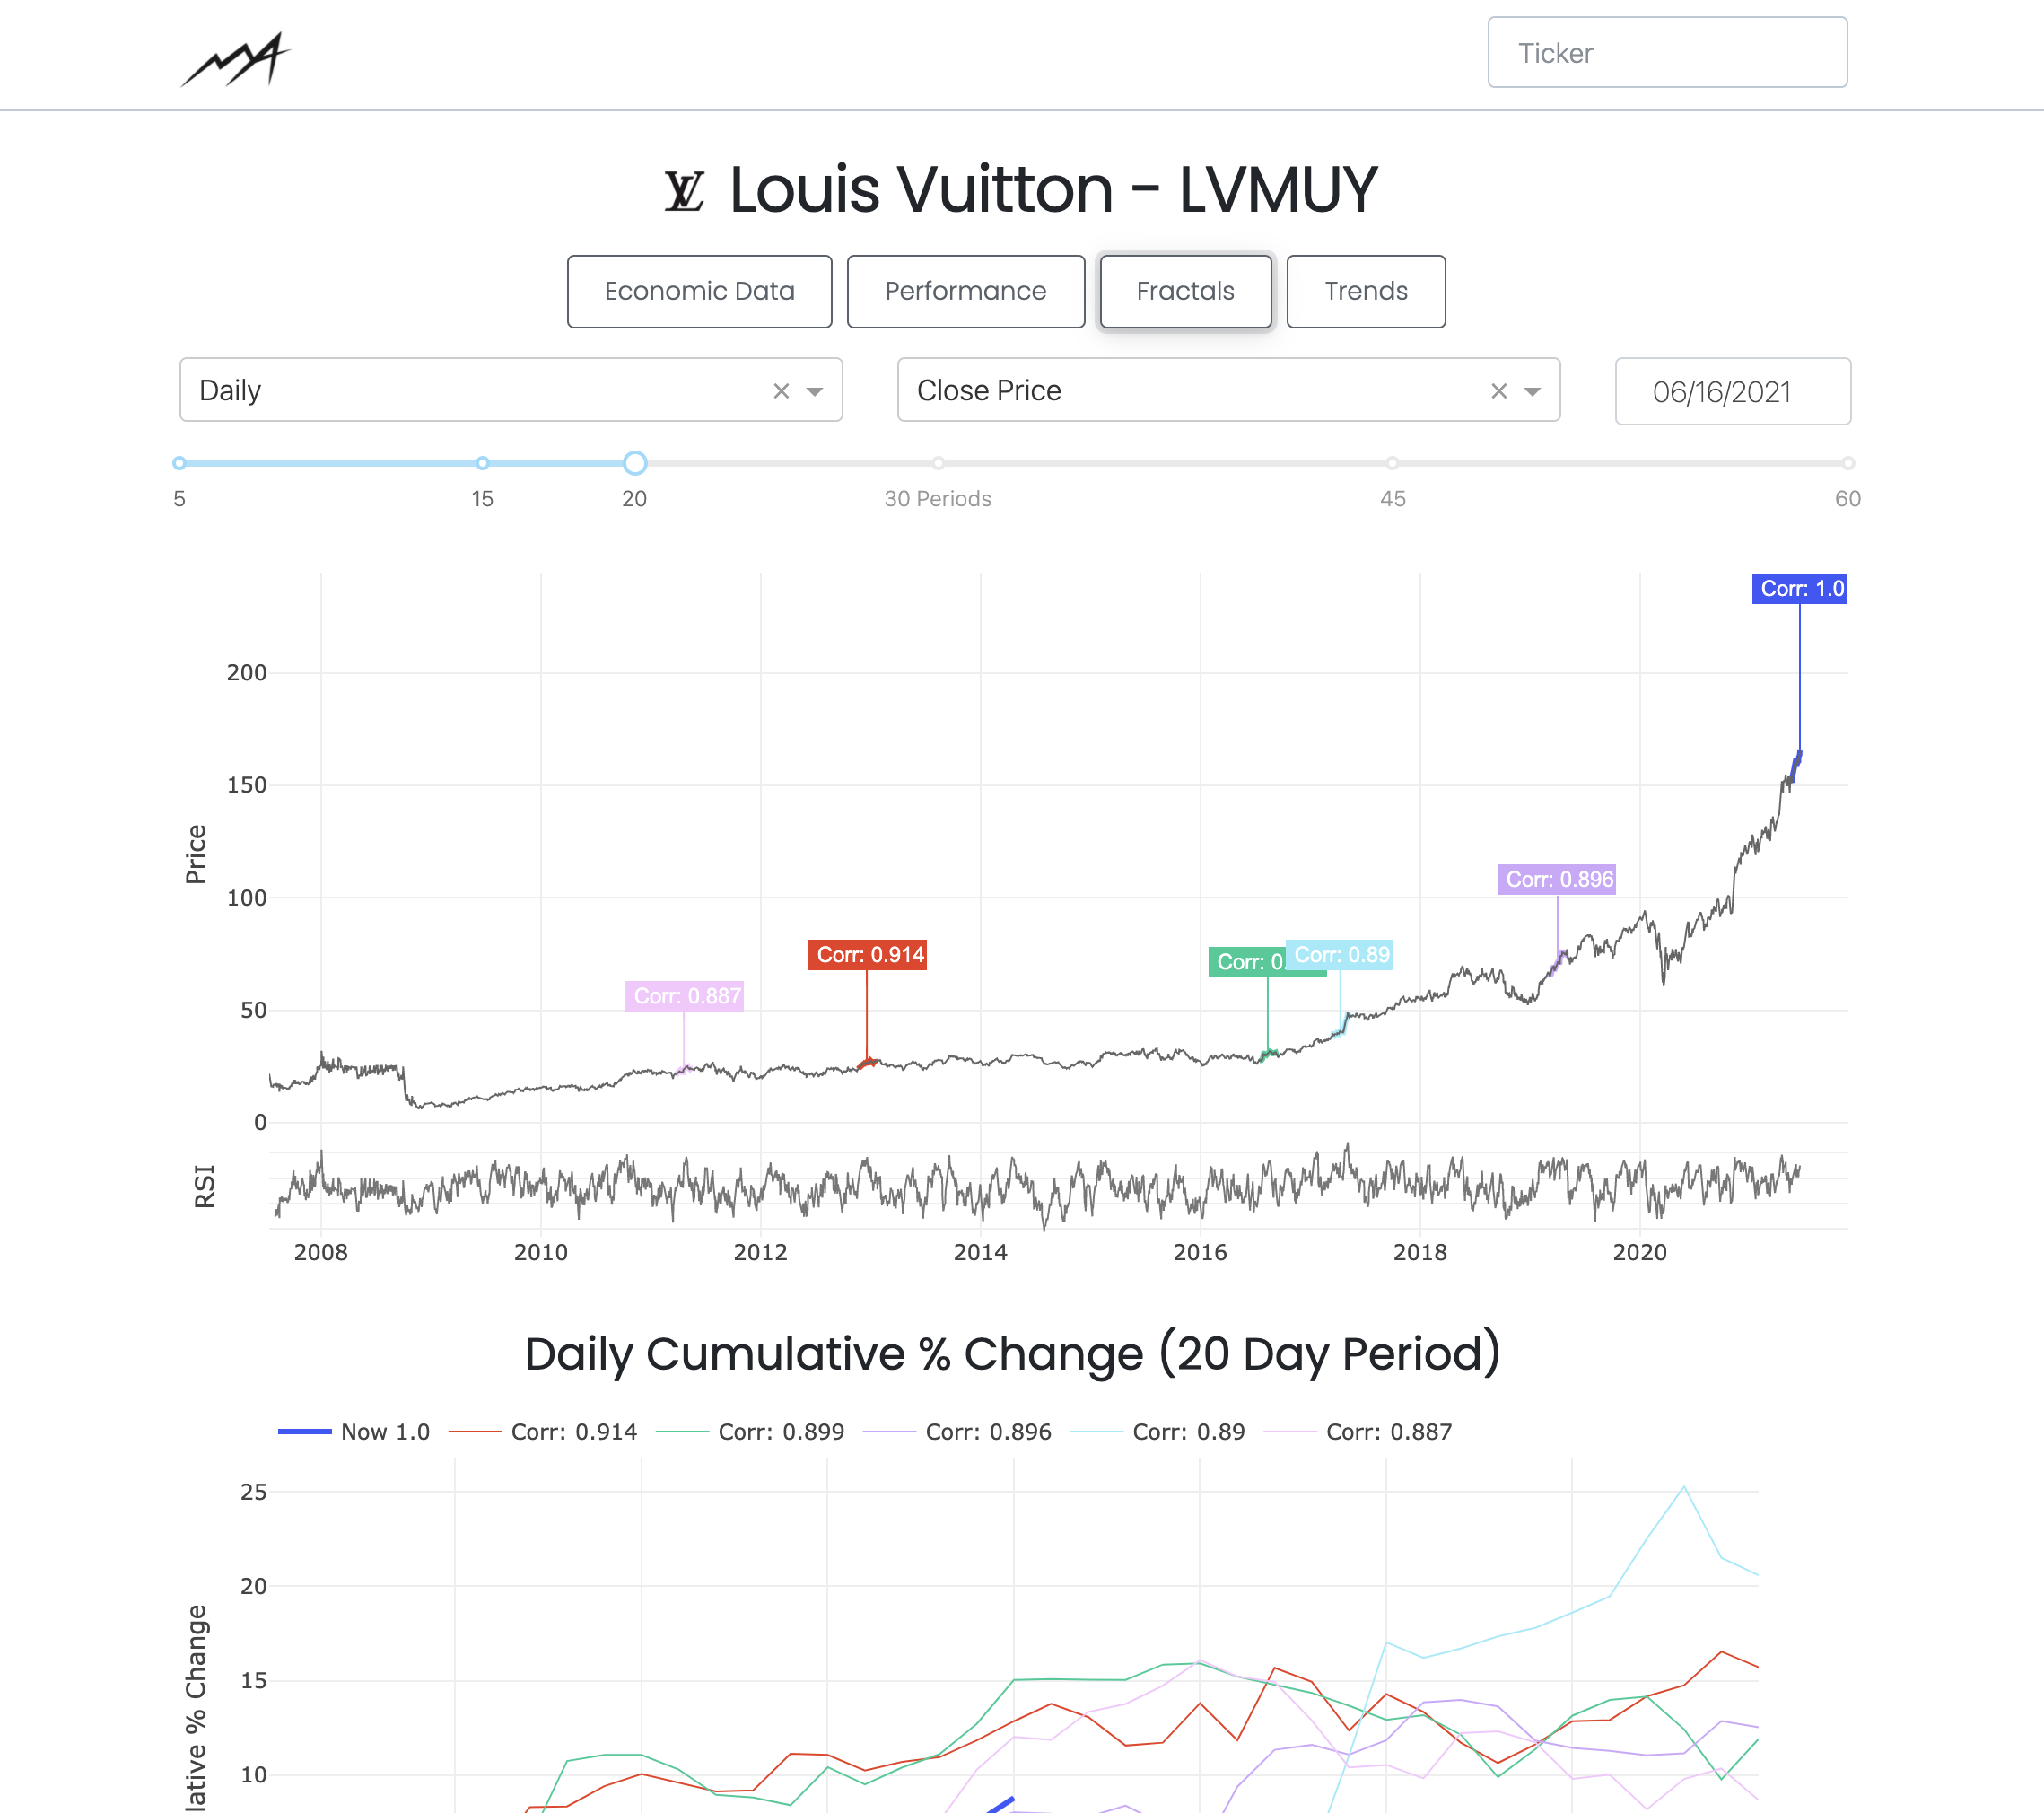 Ticker
Louis Vuitton - LVMUY
Economic Data Performance Fractals Trends
Daily Close Price 06/16/2021
5 15 20 30 Periods 45 60
Corr: 1.0
200
150
Corr: 0.896
100
Corr: 0.914 Corr: 0. Corr: 0.89
Corr: 0.887
50
0
Price
RSI
2008 2010 2012 2014 2016 2018 2020
Daily Cumulative % Change (20 Day Period)
Now 1.0 Corr: 0.914 Corr: 0.899 Corr: 0.896 Corr: 0.89 Corr: 0.887
25
20
15
10
lative % Change